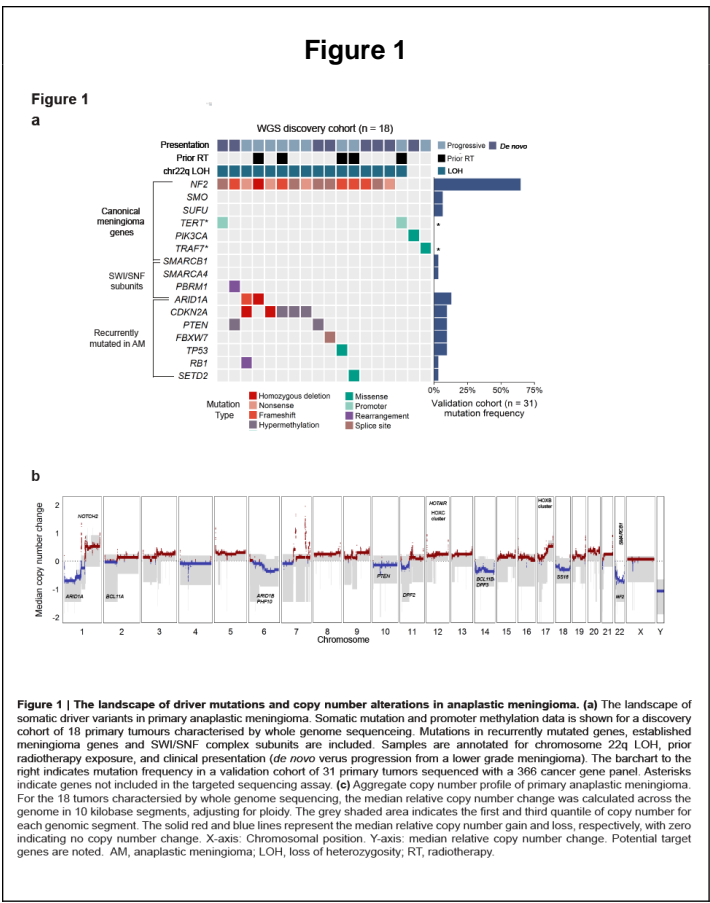 Figure 1
Figure 1
a
WGS discovery cohort (n = 18)
Presentation
Prior RT
chr22q LOH
Progressive
De novo
Prior RT
LOH
Canonical
meningioma
genes
SWI/SNF
subunits
Recurrently
mutated in AM
NF2
SMO
SUFU
TERT*
PIK3CA
TRAF7*
SMARCB1
SMARCA4
PBRM1
ARID1A
CDKN2A
PTEN
FBXW7
TP53
RB1
SETD2
*
*
0% 25% 50% 75%
Validation cohort (n = 31)
mutation frequency
Mutation
Type
Homozygous deletion
Nonsense
Frameshift
Hypermethylation
Missense
Promoter
Rearrangement
Splice site
b
Median copy number change
2
1
0
-1
-2
NOTCH2
ARID1A
BCL11A
ARID1B
PHF10
PTEN
DPF2
HOTAIR
HOXC
cluster
BCL11B
DPF3
HOXB
cluster
SS18
SMARCB1
NF2
1 2 3 4 5 6 7 8 9 10 11 12 13 14 15 16 17 18 19 20 21 22 X Y
Chromosome
Figure 1 | The landscape of driver mutations and copy number alterations in anaplastic meningioma. (a) The landscape of
somatic driver variants in primary anaplastic meningioma. Somatic mutation and promoter methylation data is shown for a discovery
cohort of 18 primary tumours characterised by whole genome sequenceing. Mutations in recurrently mutated genes, established
meningioma genes and SWI/SNF complex subunits are included. Samples are annotated for chromosome 22q LOH, prior
radiotherapy exposure, and clinical presentation (de novo verus progression from a lower grade meningioma). The barchart to the
right indicates mutation frequency in a validation cohort of 31 primary tumors sequenced with a 366 cancer gene panel. Asterisks
indicate genes not included in the targeted sequencing assay. (c) Aggregate copy number profile of primary anaplastic meningioma.
For the 18 tumors charactersied by whole genome sequencing, the median relative copy number change was calculated across the
genome in 10 kilobase segments, adjusting for ploidy. The grey shaded area indicates the first and third quantile of copy number for
each genomic segment. The solid red and blue lines represent the median relative copy number gain and loss, respectively, with zero
indicating no copy number change. X-axis: Chromosomal position. Y-axis: median relative copy number change. Potential target
genes are noted. AM, anaplastic meningioma; LOH, loss of heterozygosity; RT, radiotherapy.